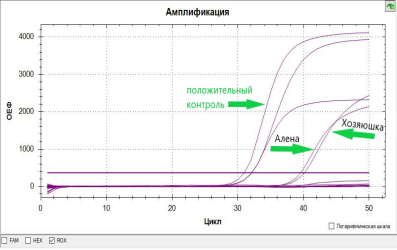 Амплификация
4000
3000
2000
1000
0
ОЕФ
положительный
контроль
Алена
Хозяюшка
0
10
20
30
40
50
Цикл
Логарифмическая шкала
FAM
HEX
ROX